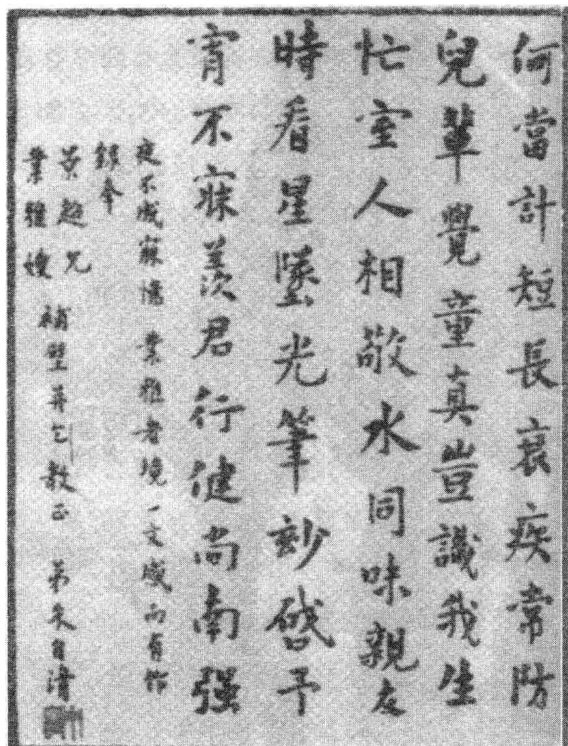 何當計短長衰疾常防
兒輩覺童真豈識我生
忙室人相敬水同味親友
時看星墜光筆玅啓予
宵不寐羨君行健尚南强
夜不成寐憶業雅老境一文感而有作
錄奉
景超兄
業雅嫂 補壁并乞教正 弟朱自清